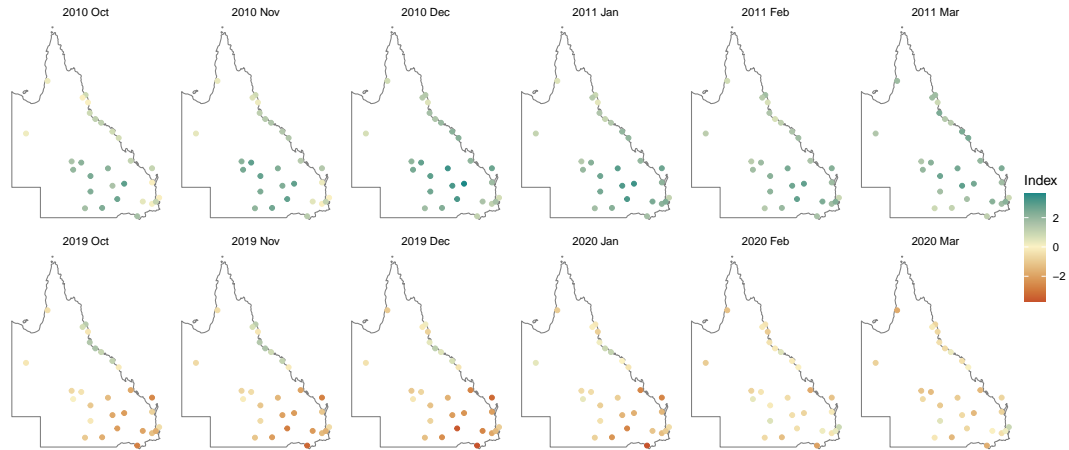 2010 Oct
2010 Nov
2010 Dec
2011 Jan
2011 Feb
2011 Mar
Index
2
0
−2
2019 Oct
2019 Nov
2019 Dec
2020 Jan
2020 Feb
2020 Mar